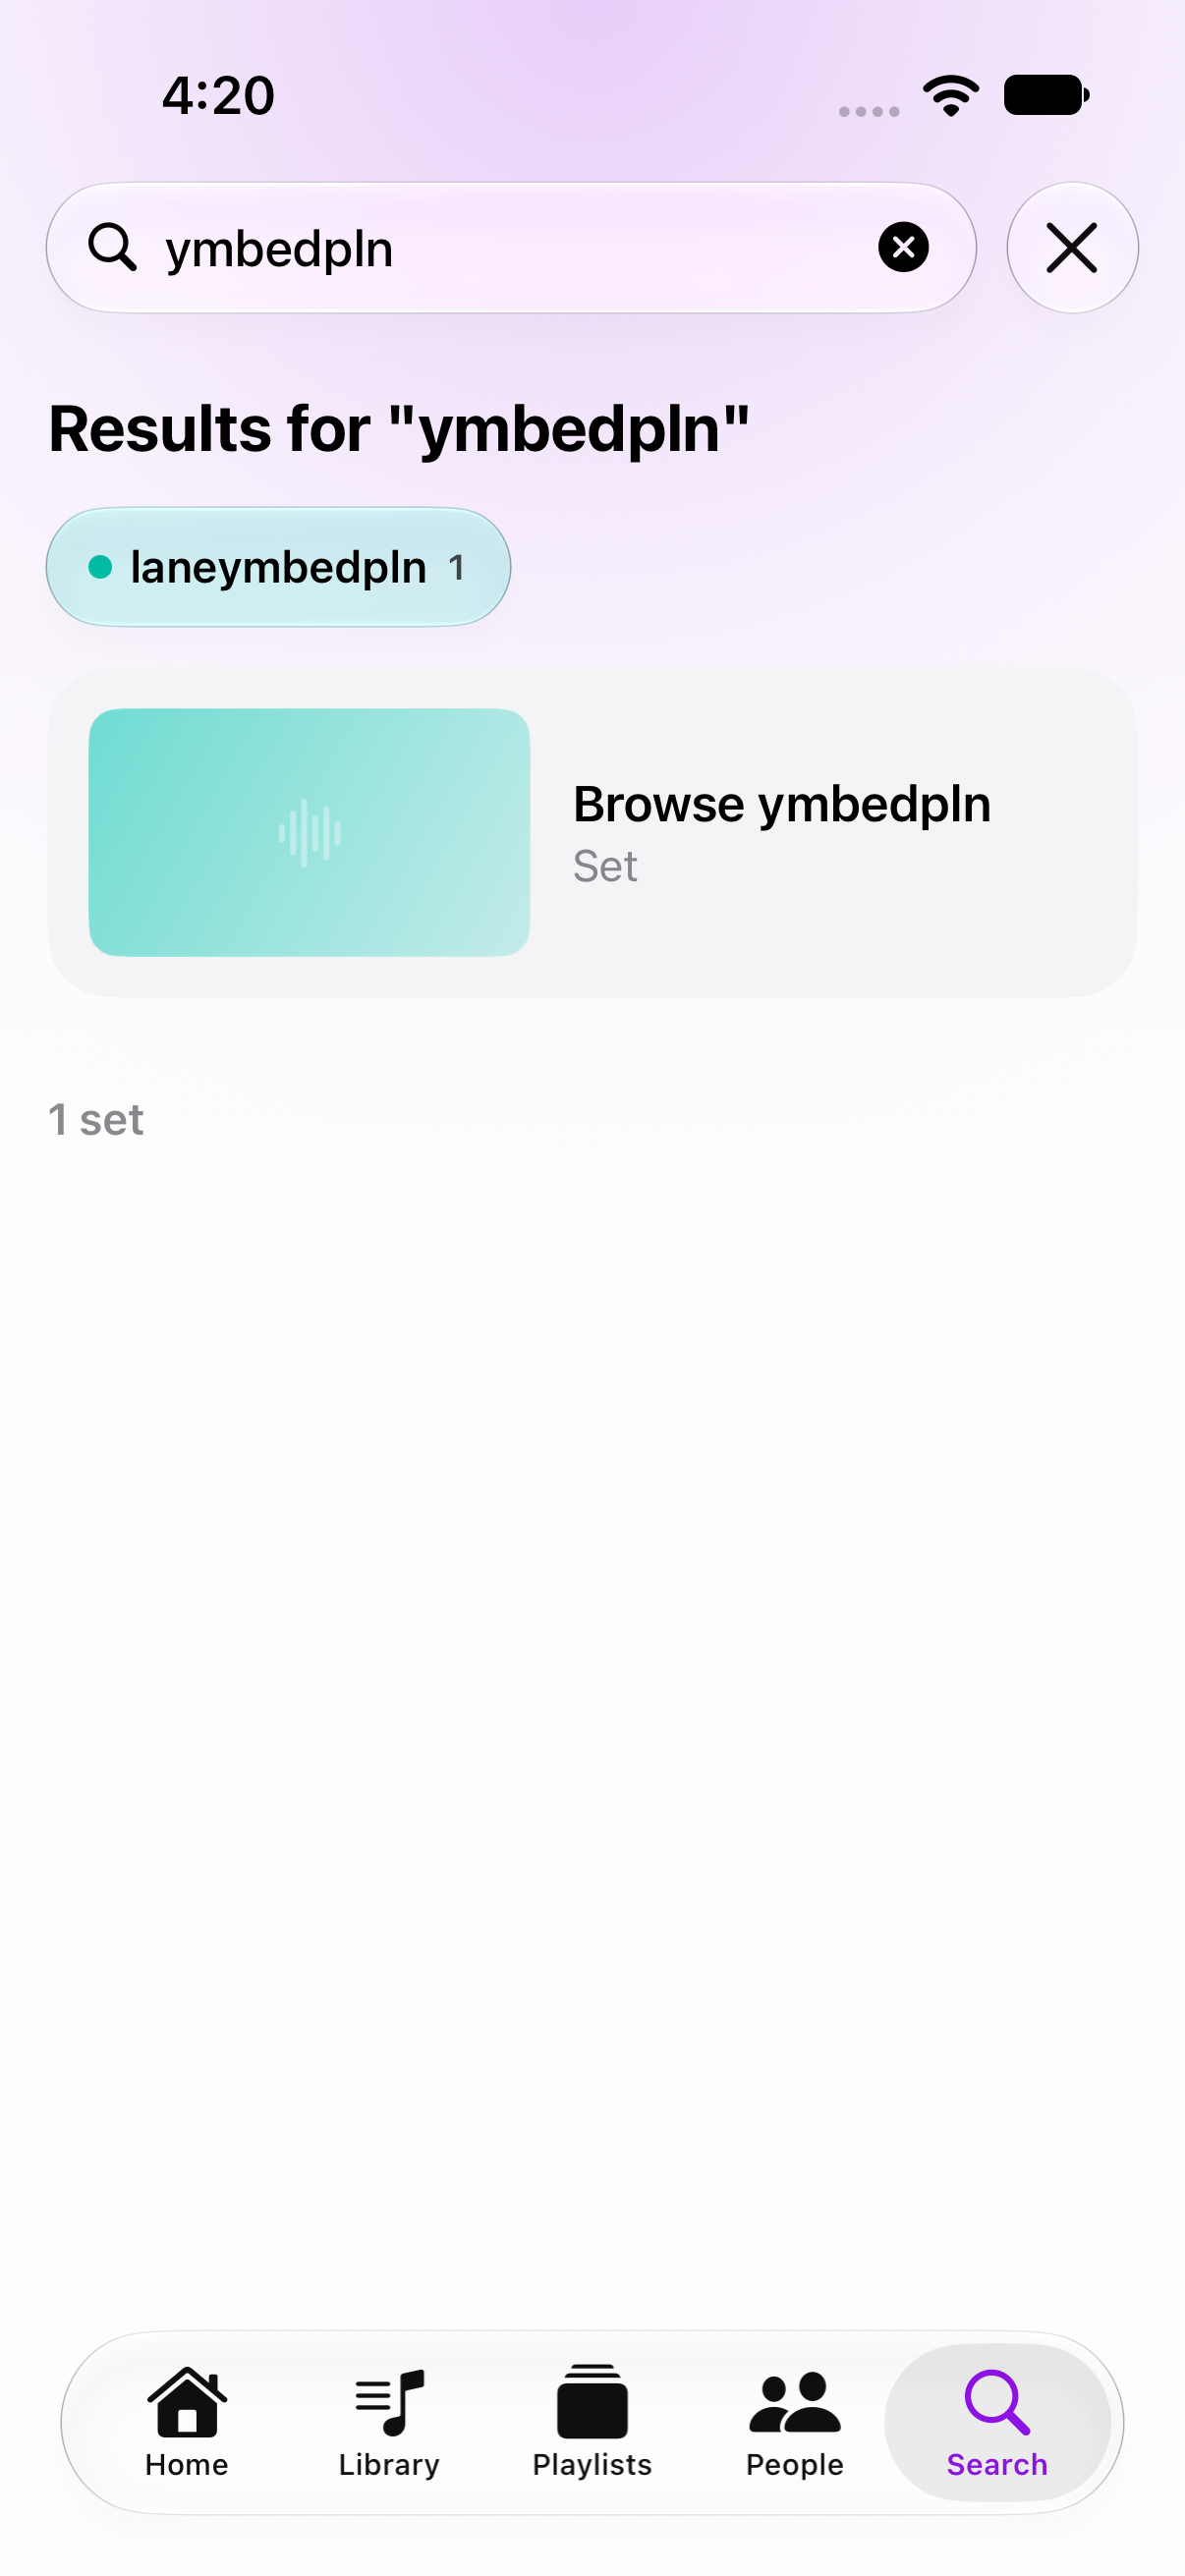 4:20
ymbedpln
Results for "ymbedpln"
laneymbedpln 1
Browse ymbedpln
Set
1 set
Home Library Playlists People Search